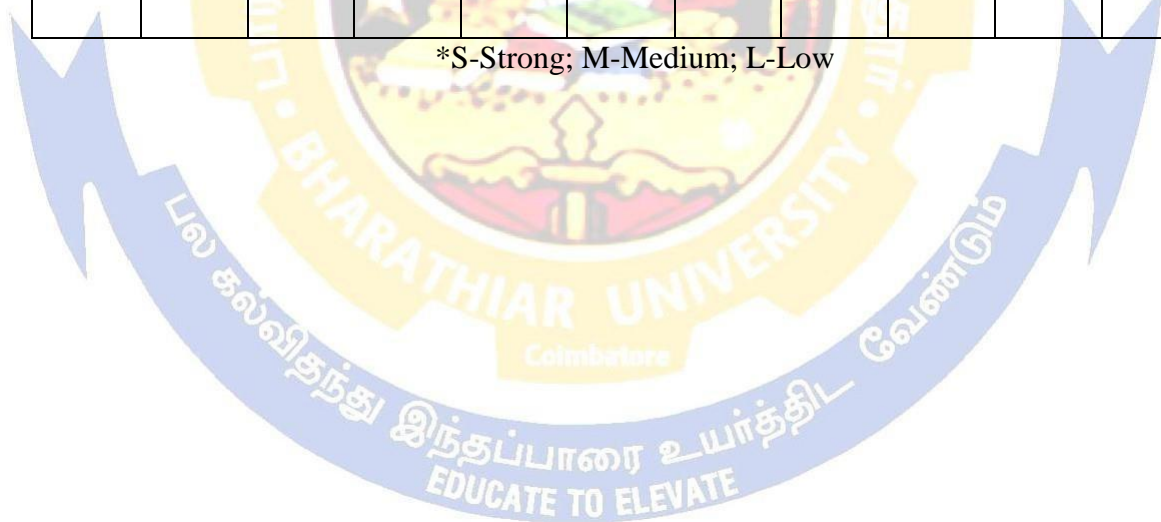 *S-Strong; M-Medium; L-Low
BHARATHIAR UNIVERSITY
Coimbatore
பல கல்விதந்து இந்தப்பாரை உயர்த்திட வேண்டும்
EDUCATE TO ELEVATE